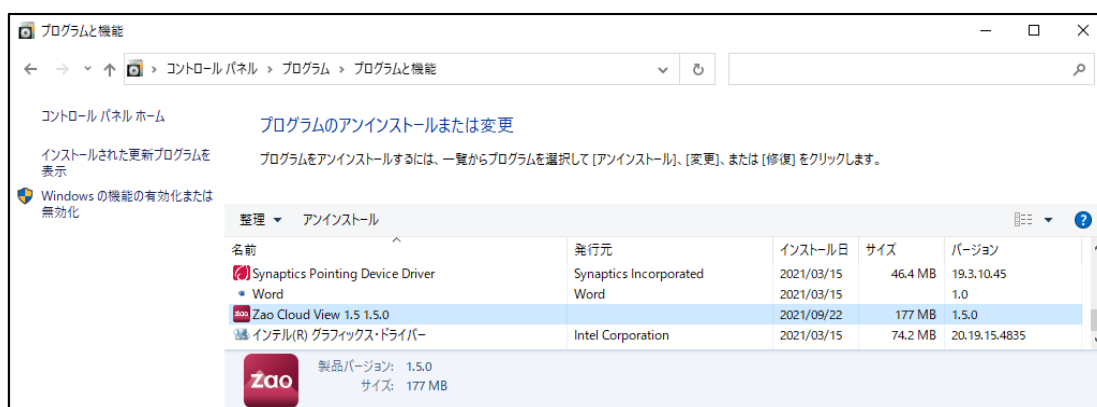 プログラムと機能
コントロール パネル › プログラム › プログラムと機能
コントロール パネル ホーム
インストールされた更新プログラムを
表示
Windows の機能の有効化または
無効化
プログラムのアンインストールまたは変更
プログラムをアンインストールするには、一覧からプログラムを選択して [アンインストール]、[変更]、または [修復] をクリックします。
整理 アンインストール
名前 発行元 インストール日 サイズ バージョン
Synaptics Pointing Device Driver Synaptics Incorporated 2021/03/15 46.4 MB 19.3.10.45
Word Word 2021/03/15 1.0
zao Zao Cloud View 1.5 1.5.0 2021/09/22 177 MB 1.5.0
インテル(R) グラフィックス・ドライバー Intel Corporation 2021/03/15 74.2 MB 20.19.15.4835
zao
製品バージョン: 1.5.0
サイズ: 177 MB